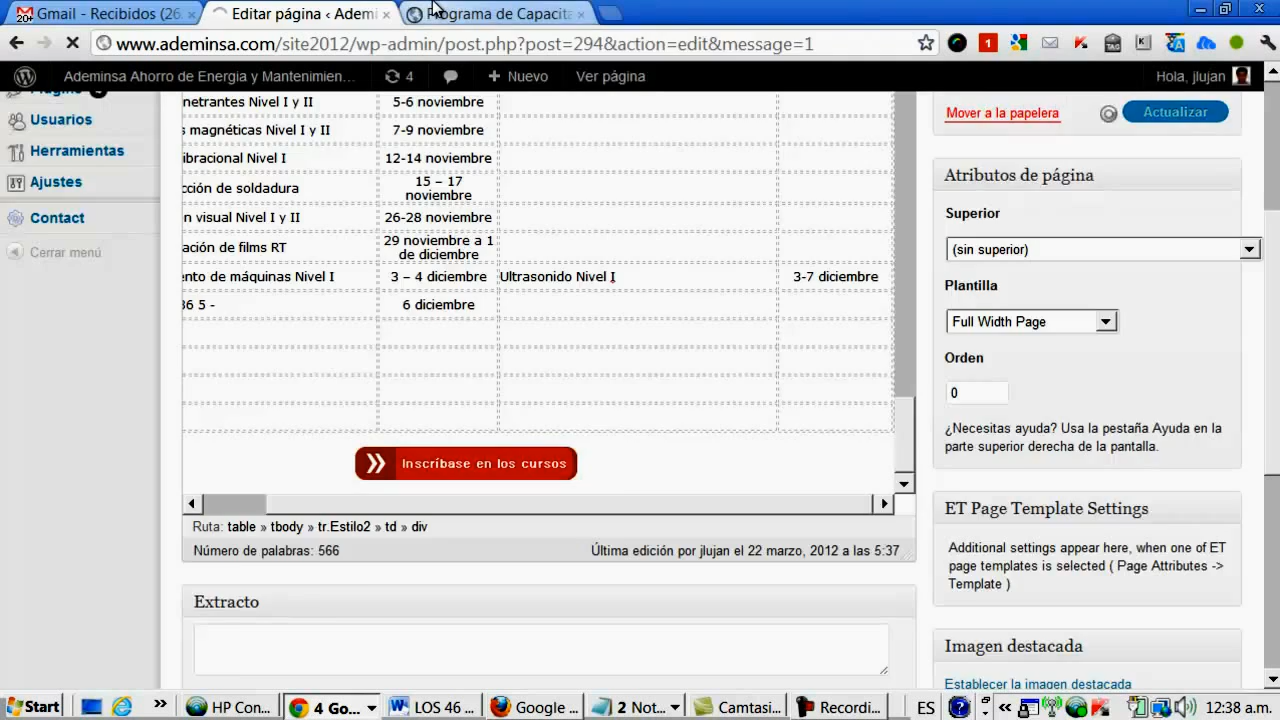 Gmail - Recibidos (26
20+
Editar página ‹ Ademi
Programa de Capacita
www.ademinsa.com/site2012/wp-admin/post.php?post=294&action=edit&message=1
1
TAG
K
Ademinsa Ahorro de Energia y Mantenimien...
4
Nuevo
Ver página
Hola, jlujan
Usuarios
Herramientas
Ajustes
Contact
Cerrar menú
netrantes Nivel I y II
5-6 noviembre
s magnéticas Nivel I y II
7-9 noviembre
ibracional Nivel I
12-14 noviembre
cción de soldadura
15 – 17
noviembre
n visual Nivel I y II
26-28 noviembre
ación de films RT
29 noviembre a 1
de diciembre
ento de máquinas Nivel I
3 – 4 diciembre
Ultrasonido Nivel I
3-7 diciembre
36 5 -
6 diciembre
Inscríbase en los cursos
Ruta: table » tbody » tr.Estilo2 » td » div
Número de palabras: 566
Última edición por jlujan el 22 marzo, 2012 a las 5:37
Extracto
Mover a la papelera
Actualizar
Atributos de página
Superior
(sin superior)
Plantilla
Full Width Page
Orden
0
¿Necesitas ayuda? Usa la pestaña Ayuda en la
parte superior derecha de la pantalla.
ET Page Template Settings
Additional settings appear here, when one of ET
page templates is selected ( Page Attributes ->
Template )
Imagen destacada
Establecer la imagen destacada
Start
HP Con...
4 Go...
LOS 46 ...
Google ...
2 Not...
Camtasi...
Recordi...
ES
12:38 a.m.